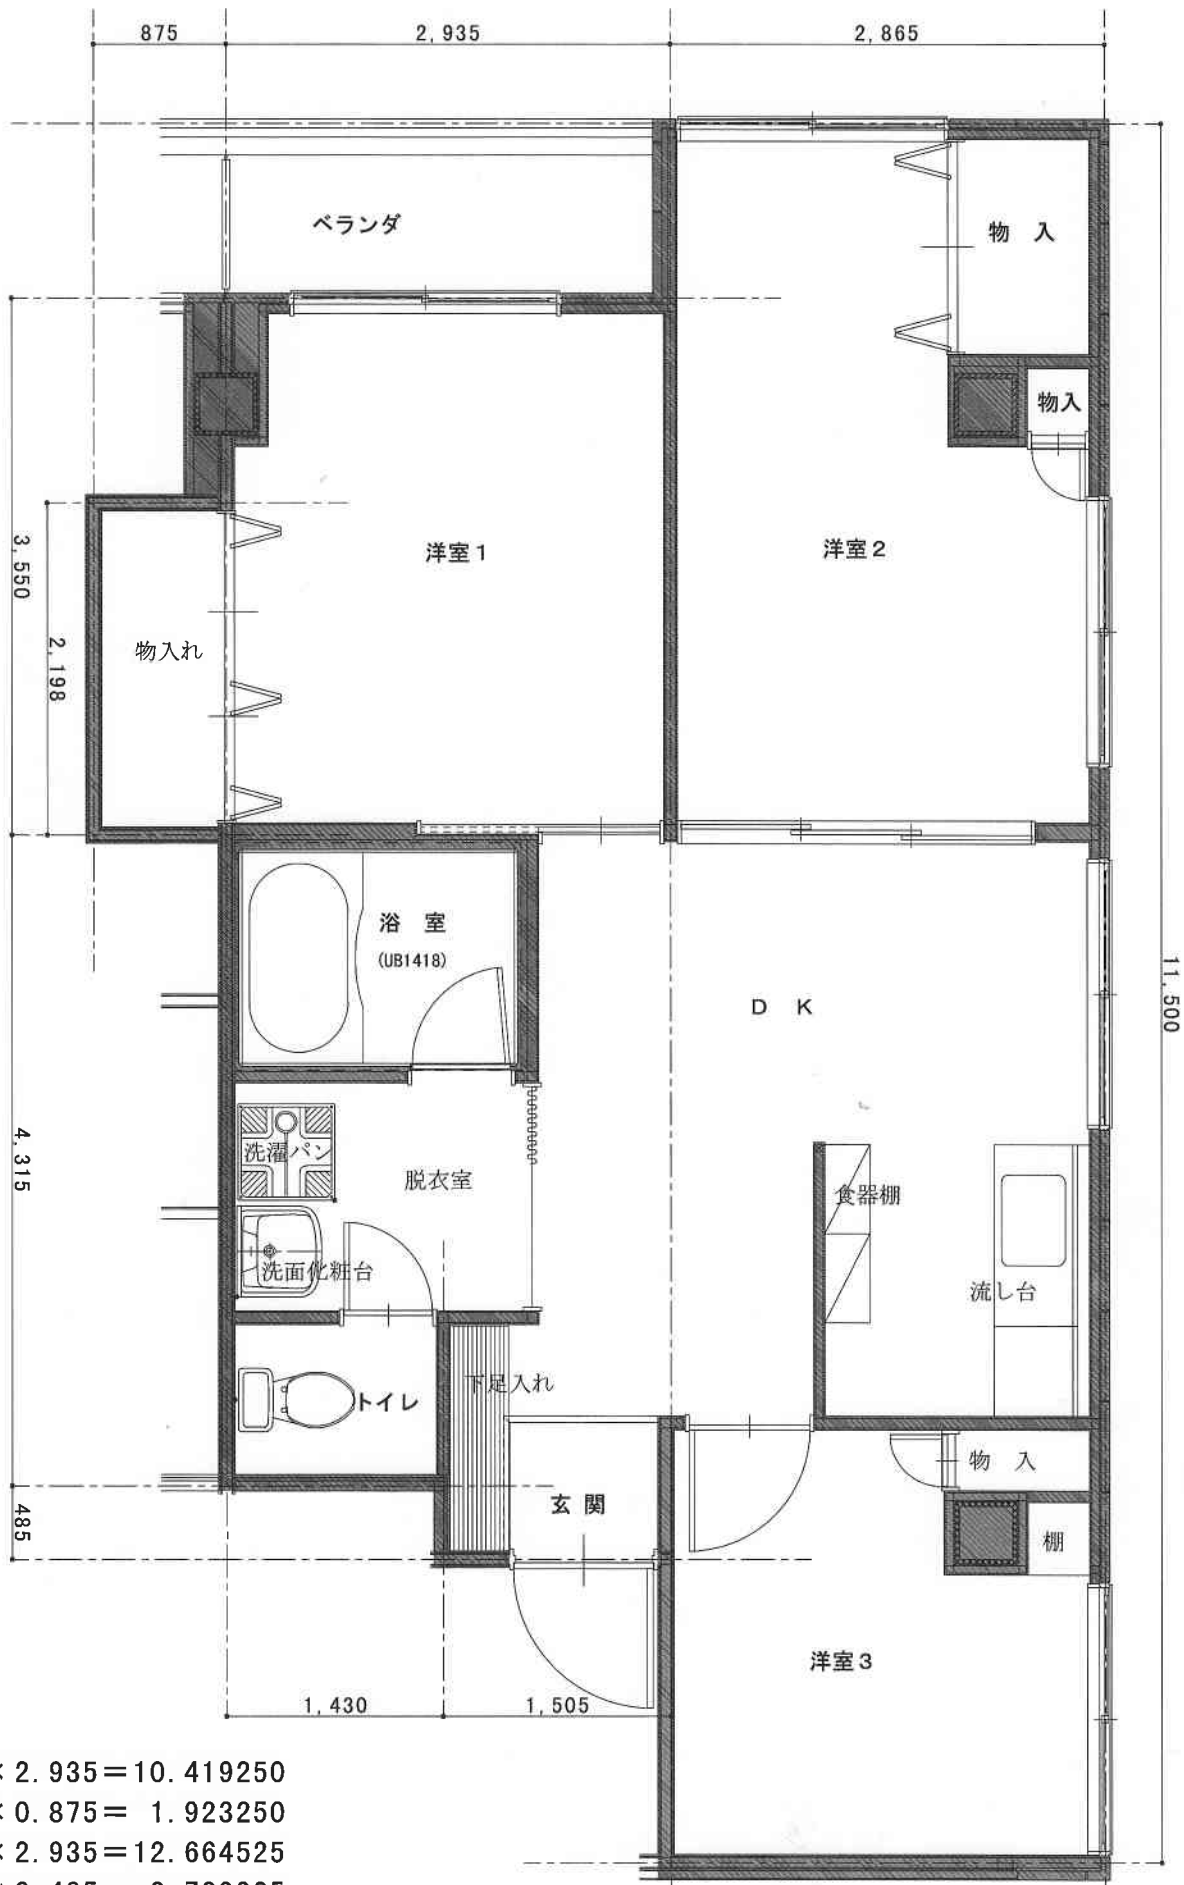 875
2,935
2,865
ベランダ
物 入
物入
洋室1
洋室2
3,550
2,198
物入れ
浴 室
(UB1418)
D K
11,500
洗濯パン
脱衣室
食器棚
4,315
洗面化粧台
流し台
下足入れ
トイレ
物 入
玄 関
485
棚
洋室3
1,430
1,505
× 2.935=10.419250
× 0.875= 1.923250
× 2.935=12.664525